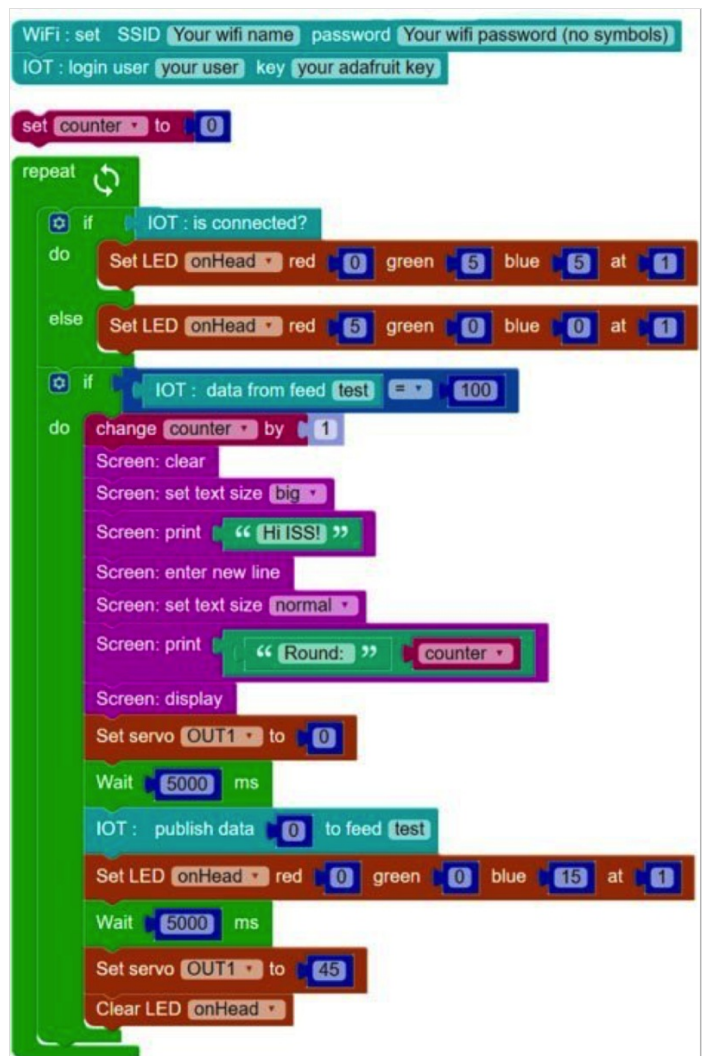 WiFi : set SSID Your wifi name password Your wifi password (no symbols)
IOT : login user your user key your adafruit key
set counter to 0
repeat
if IOT : is connected?
do Set LED onHead red 0 green 5 blue 5 at 1
else Set LED onHead red 5 green 0 blue 0 at 1
if IOT : data from feed test = 100
do change counter by 1
Screen: clear
Screen: set text size big
Screen: print “ Hi ISS! ”
Screen: enter new line
Screen: set text size normal
Screen: print “ Round: ” counter
Screen: display
Set servo OUT1 to 0
Wait 5000 ms
IOT : publish data 0 to feed test
Set LED onHead red 0 green 0 blue 15 at 1
Wait 5000 ms
Set servo OUT1 to 45
Clear LED onHead